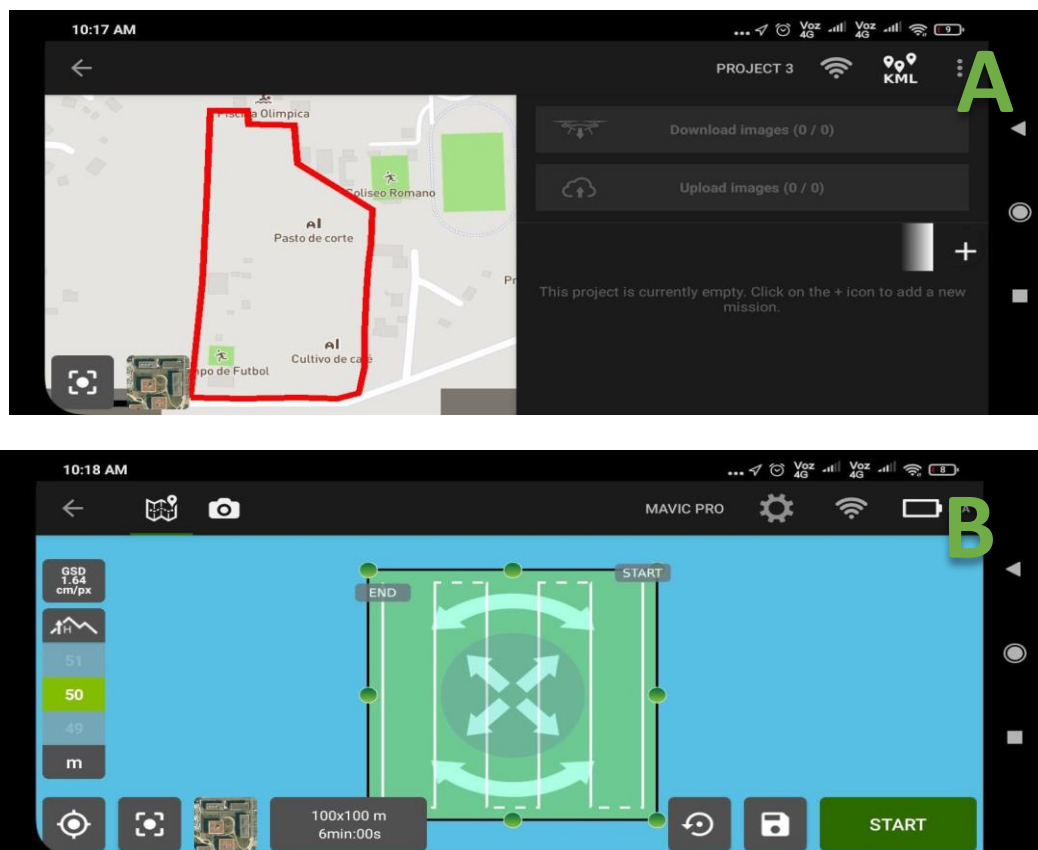 10:17 AM
Voz 4G
Voz 4G
9
PROJECT 3
KML
A
Olimpica
Coliseo Romano
Pasto de corte
Cultivo de café
po de Futbol
Pr
Download images (0 / 0)
Upload images (0 / 0)
+
This project is currently empty. Click on the + icon to add a new
mission.
10:18 AM
Voz 4G
Voz 4G
8
MAVIC PRO
B
GSD
1.64
cm/px
H
51
50
49
m
END
START
100x100 m
6min:00s
START